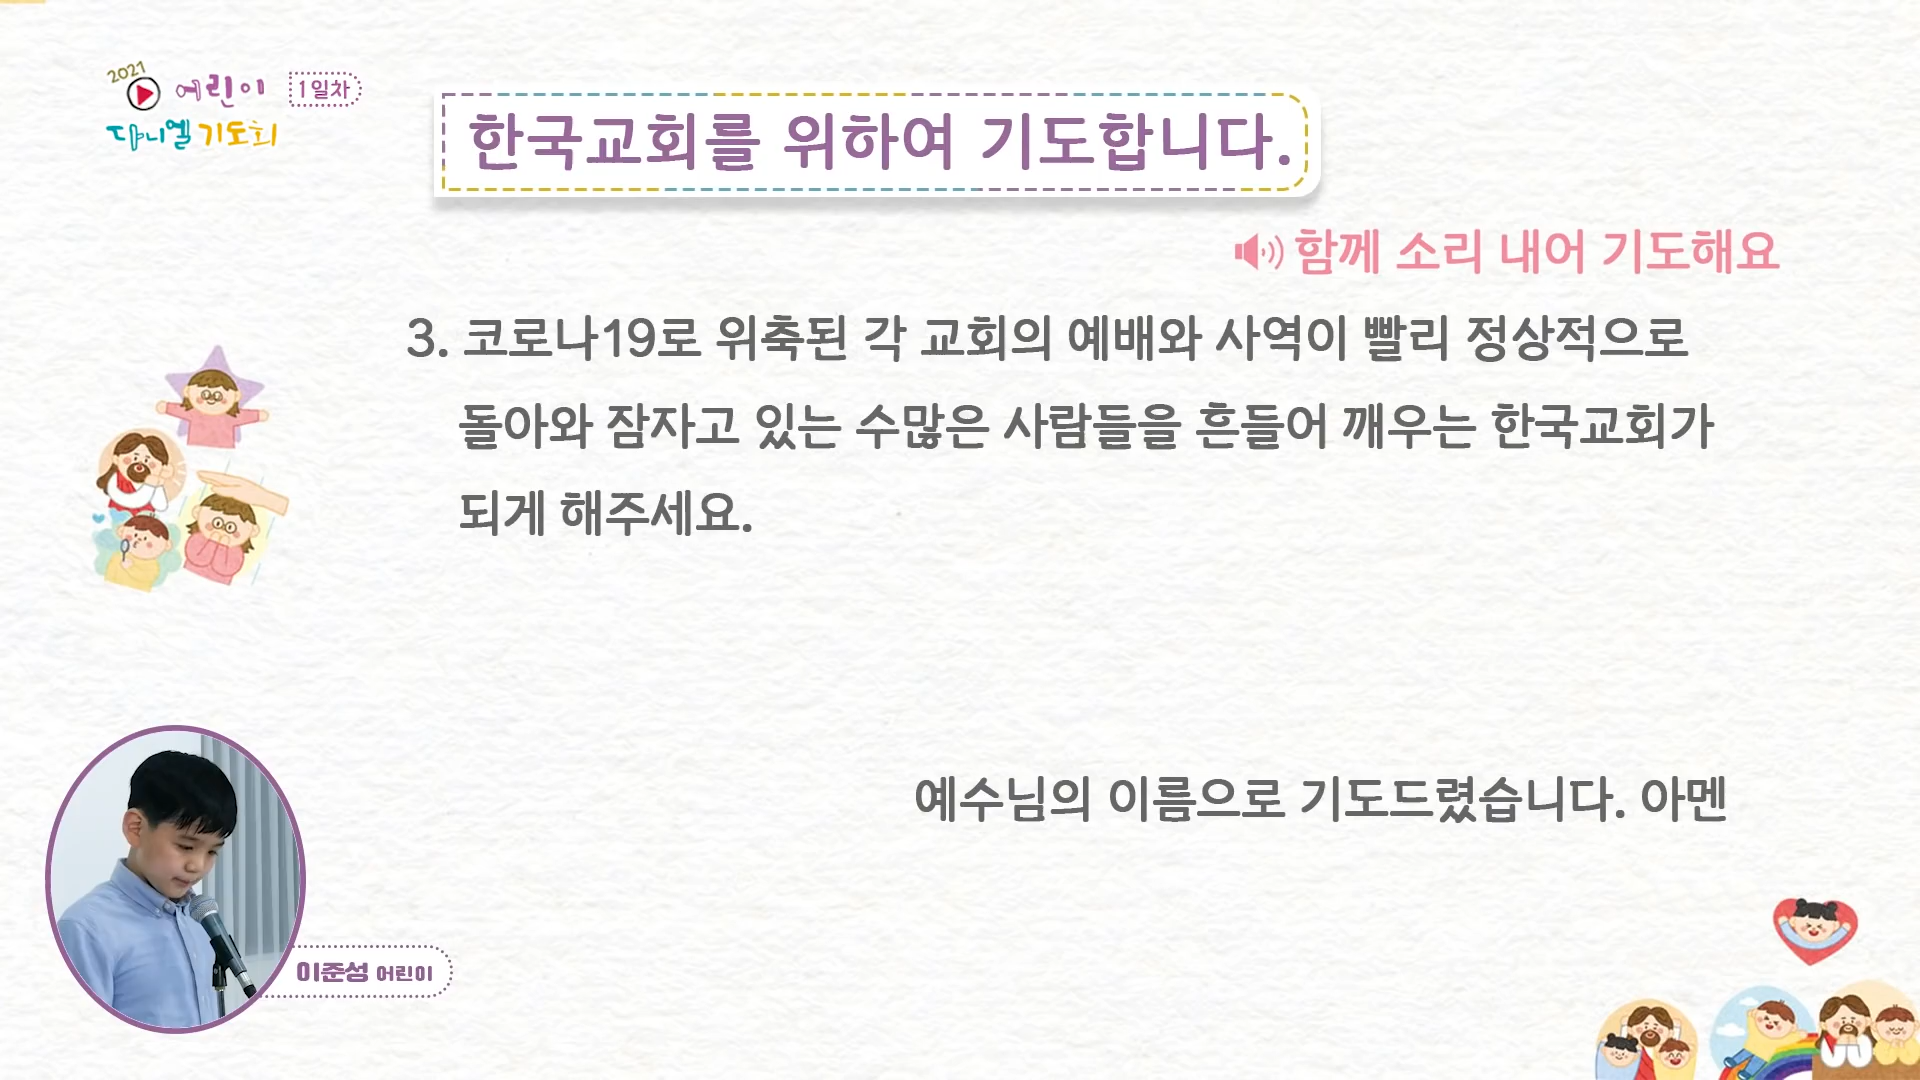 2021
어린이
1일차
다니엘 기도회
한국교회를 위하여 기도합니다.
함께 소리 내어 기도해요
3. 코로나19로 위축된 각 교회의 예배와 사역이 빨리 정상적으로
돌아와 잠자고 있는 수많은 사람들을 흔들어 깨우는 한국교회가
되게 해주세요.
예수님의 이름으로 기도드렸습니다. 아멘
이준성 어린이